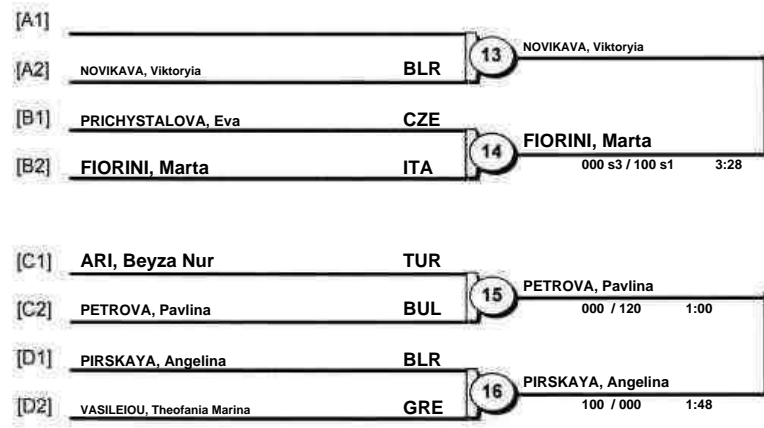 [A1]
13 NOVIKAVA, Viktoryia
[A2] NOVIKAVA, Viktoryia BLR
[B1] PRICHYSTALOVA, Eva CZE
14 FIORINI, Marta
[B2] FIORINI, Marta ITA 000 s3 / 100 s1 3:28
[C1] ARI, Beyza Nur TUR
15 PETROVA, Pavlina
[C2] PETROVA, Pavlina BUL 000 / 120 1:00
[D1] PIRSKAYA, Angelina BLR
16 PIRSKAYA, Angelina
[D2] VASILEIOU, Theofania Marina GRE 100 / 000 1:48